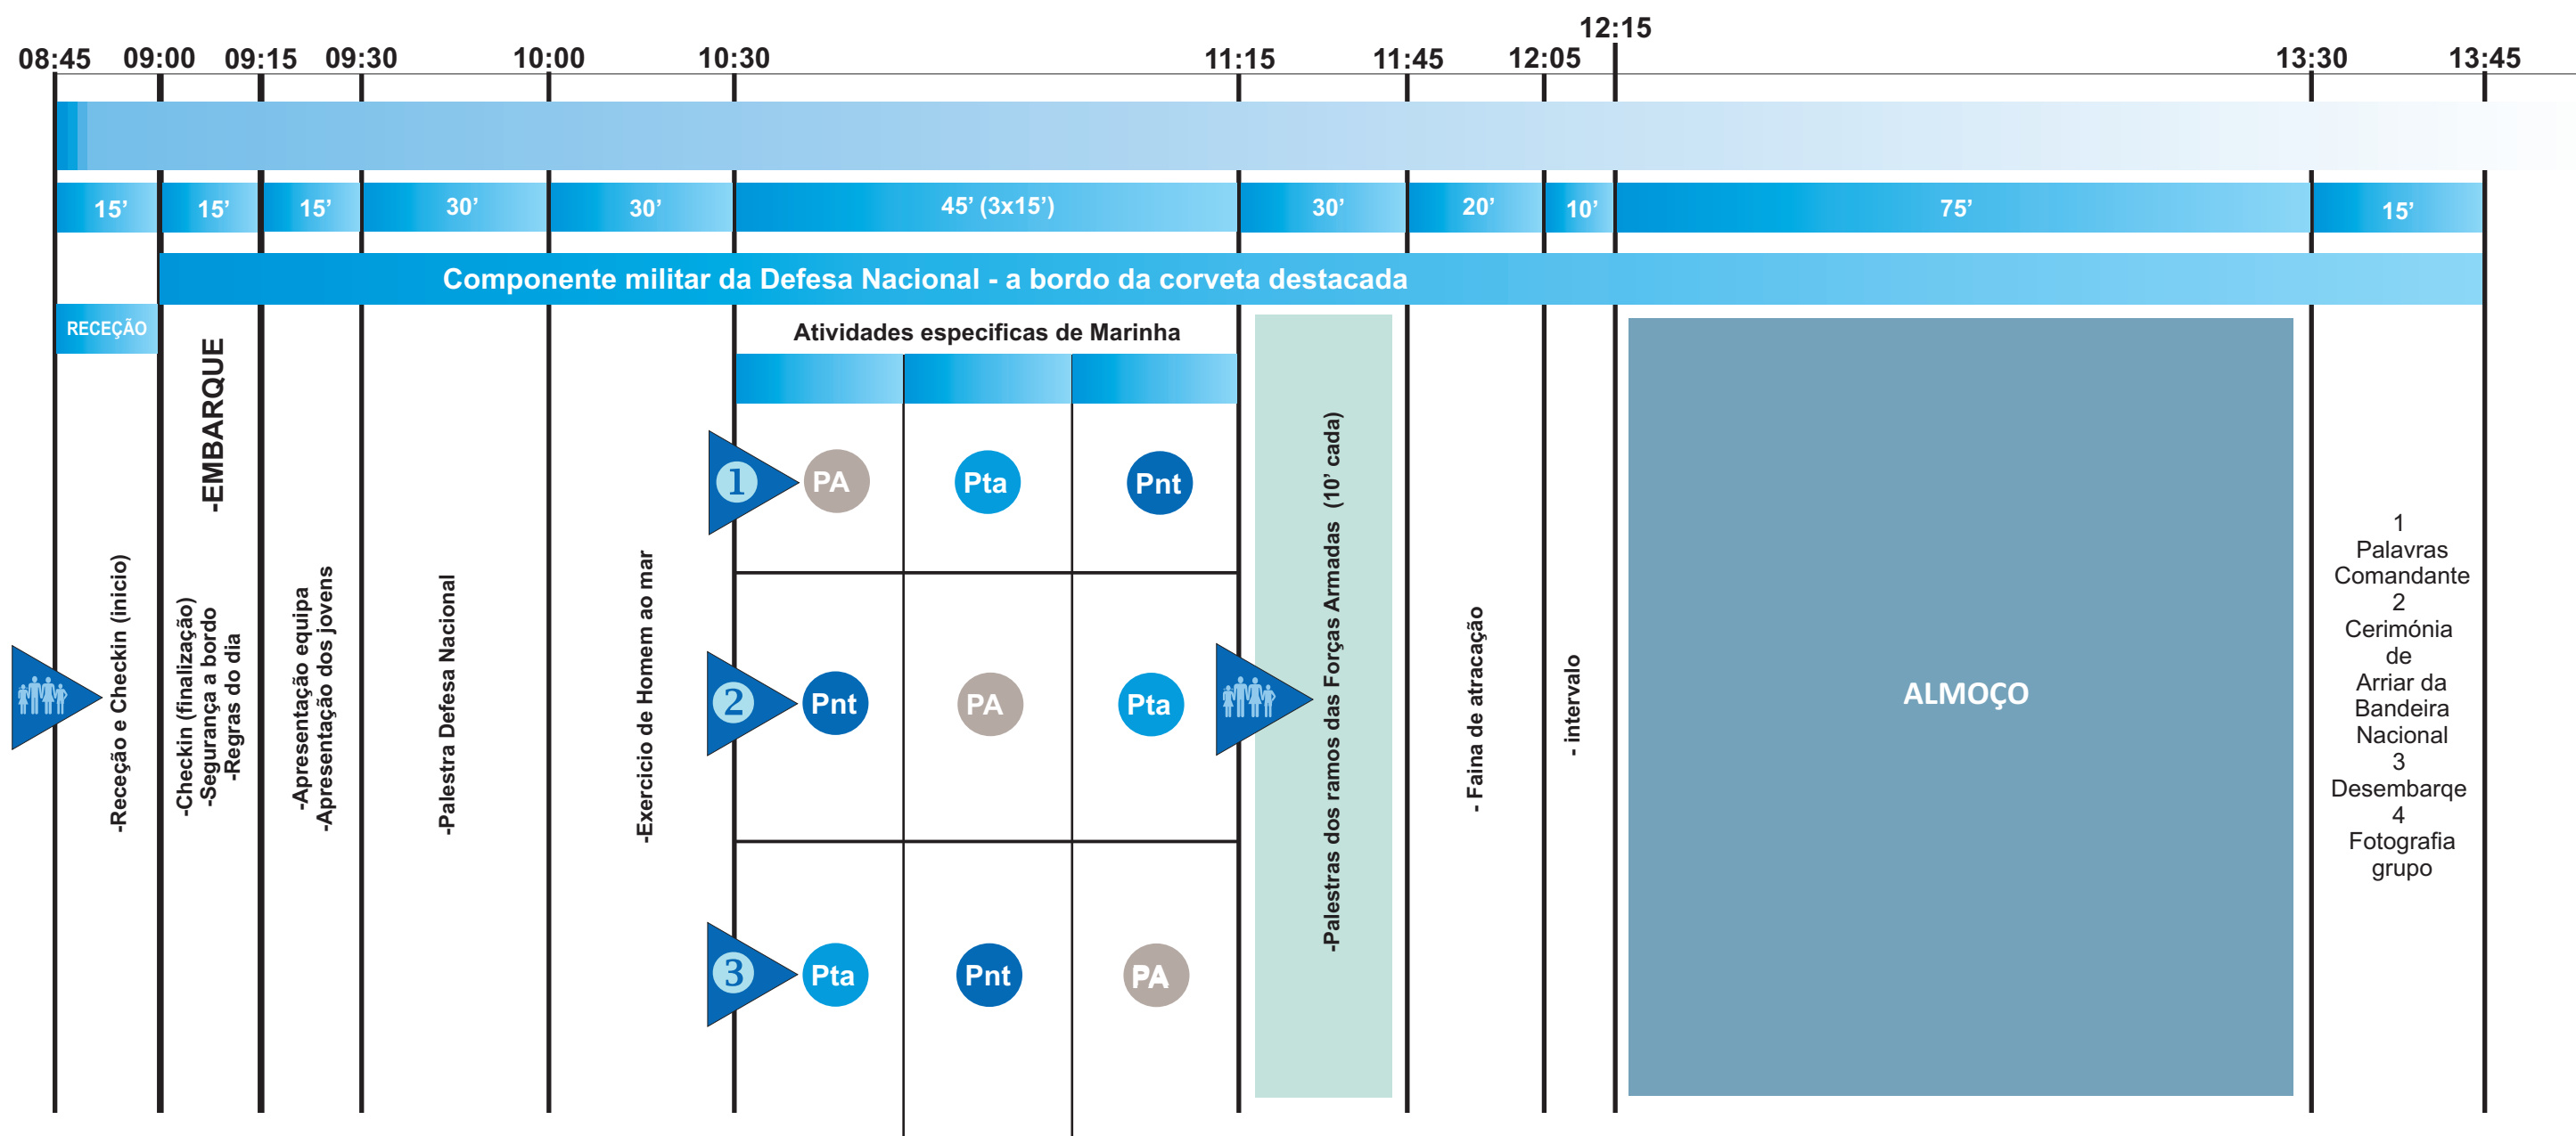 12:15
08:45 09:00 09:15 09:30 10:00 10:30 11:15 11:45 12:05 13:30 13:45
15’ 15’ 15’ 30’ 30’ 45’ (3x15’) 30’ 20’ 10’ 75’ 15’
Componente militar da Defesa Nacional - a bordo da corveta destacada
RECEÇÃO
-Receção e Checkin (inicio)
-EMBARQUE
-Checkin (finalização)
-Segurança a bordo
-Regras do dia
-Apresentação equipa
-Apresentação dos jovens
-Palestra Defesa Nacional
-Exercicio de Homem ao mar
Atividades especificas de Marinha
1 PA Pta Pnt
2 Pnt PA Pta
3 Pta Pnt PA
-Palestras dos ramos das Forças Armadas (10’ cada)
- Faina de atracação
- intervalo
ALMOÇO
1
Palavras
Comandante
2
Cerimónia
de
Arriar da
Bandeira
Nacional
3
Desembarqe
4
Fotografia
grupo